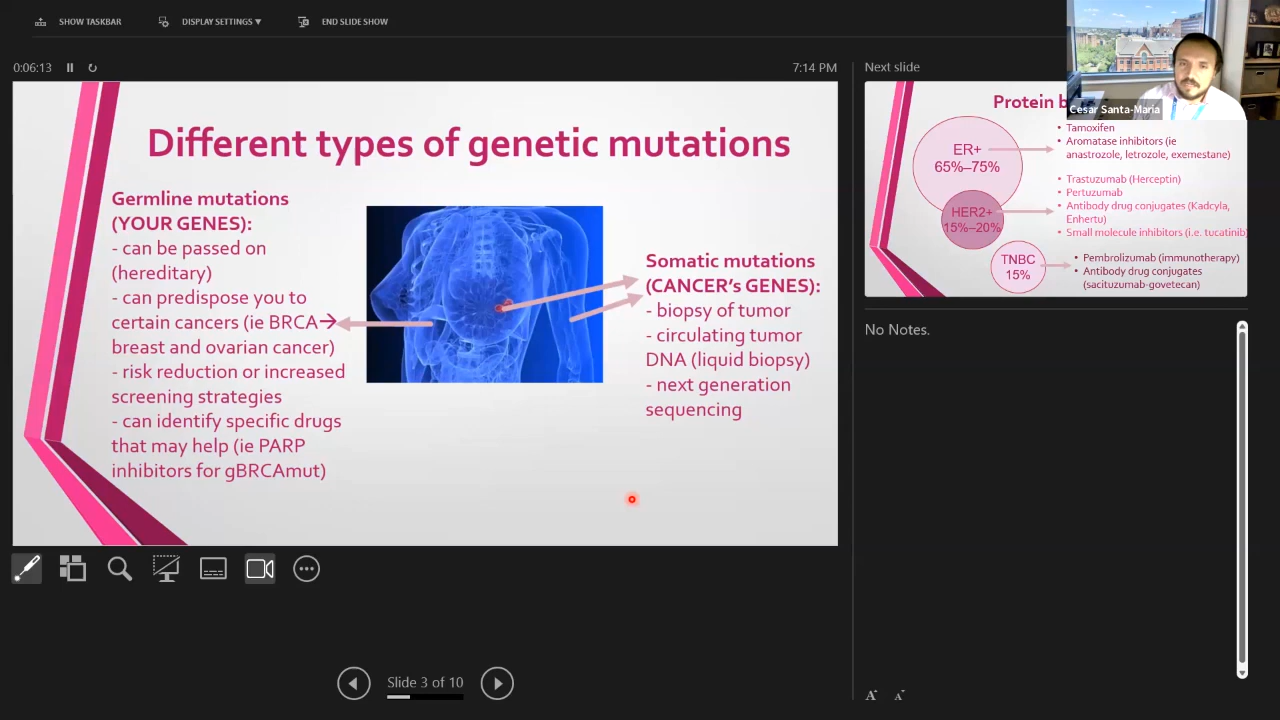 SHOW TASKBAR
DISPLAY SETTINGS ▼
END SLIDE SHOW
0:06:13
7:14 PM
Different types of genetic mutations
Germline mutations
(YOUR GENES):
- can be passed on
(hereditary)
- can predispose you to
certain cancers (ie BRCA→
breast and ovarian cancer)
- risk reduction or increased
screening strategies
- can identify specific drugs
that may help (ie PARP
inhibitors for gBRCAmut)
Somatic mutations
(CANCER's GENES):
- biopsy of tumor
- circulating tumor
DNA (liquid biopsy)
- next generation
sequencing
Slide 3 of 10
Next slide
Cesar Santa-Maria
Protein
ER+
65%–75%
• Tamoxifen
• Aromatase inhibitors (ie
anastrozole, letrozole, exemestane)
HER2+
15%–20%
• Trastuzumab (Herceptin)
• Pertuzumab
• Antibody drug conjugates (Kadcyla,
Enhertu)
• Small molecule inhibitors (i.e. tucatinib)
TNBC
15%
• Pembrolizumab (immunotherapy)
• Antibody drug conjugates
(sacituzumab-govetecan)
No Notes.
A A